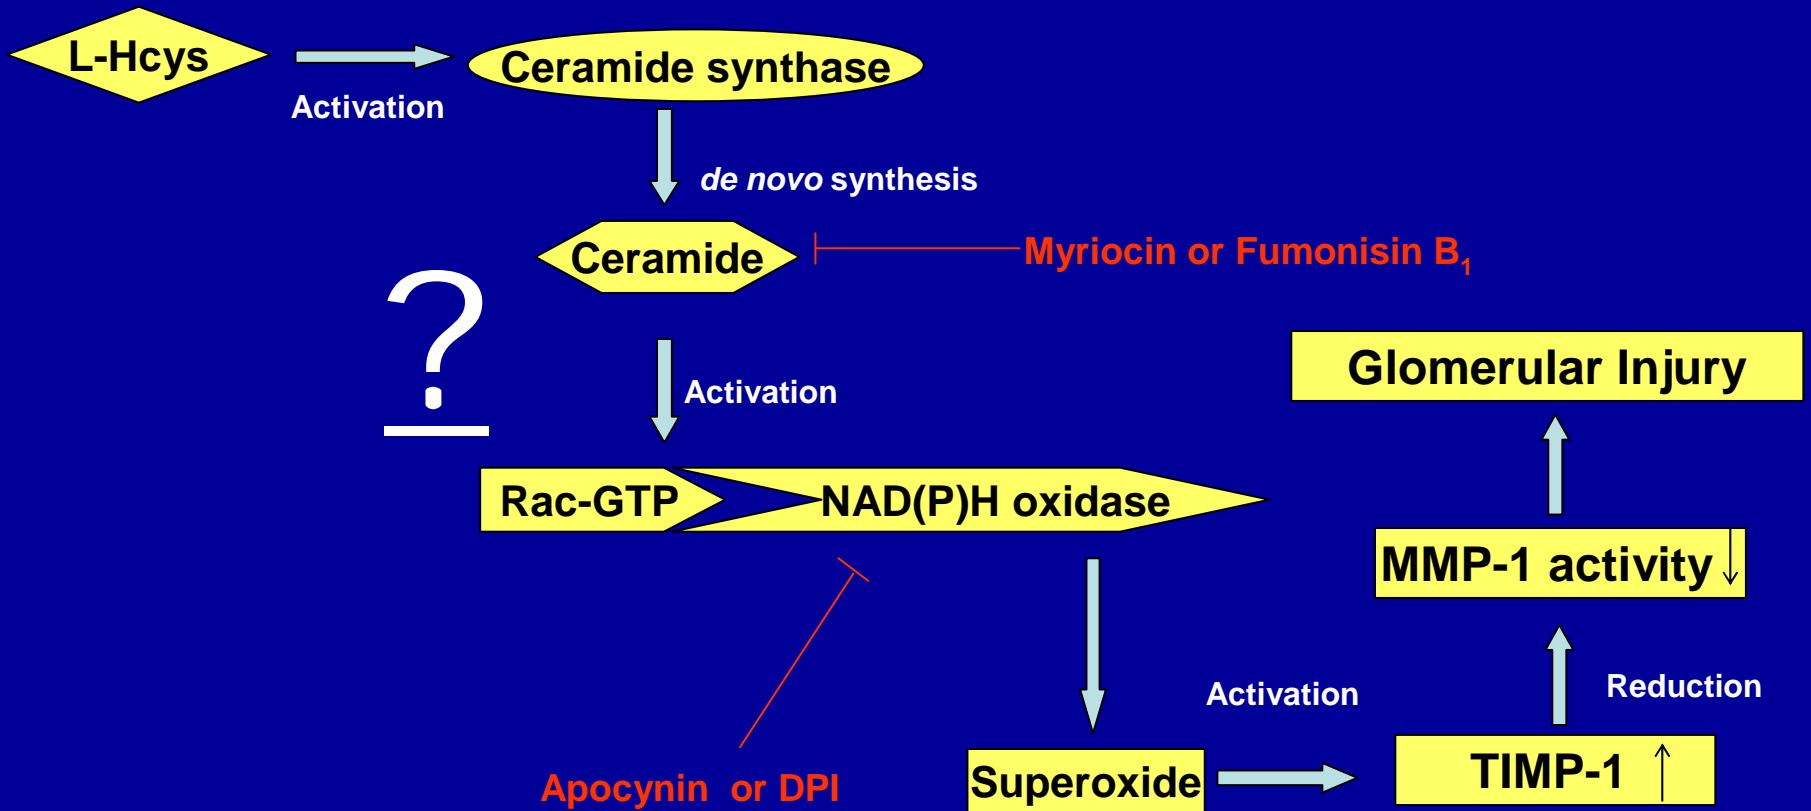 L-Hcys
Activation
Ceramide synthase
de novo synthesis
Ceramide
Myriocin or Fumonisin B₁
?
Activation
Rac-GTP
NAD(P)H oxidase
Apocynin or DPI
Superoxide
Activation
TIMP-1 ↑
Reduction
MMP-1 activity ↓
Glomerular Injury